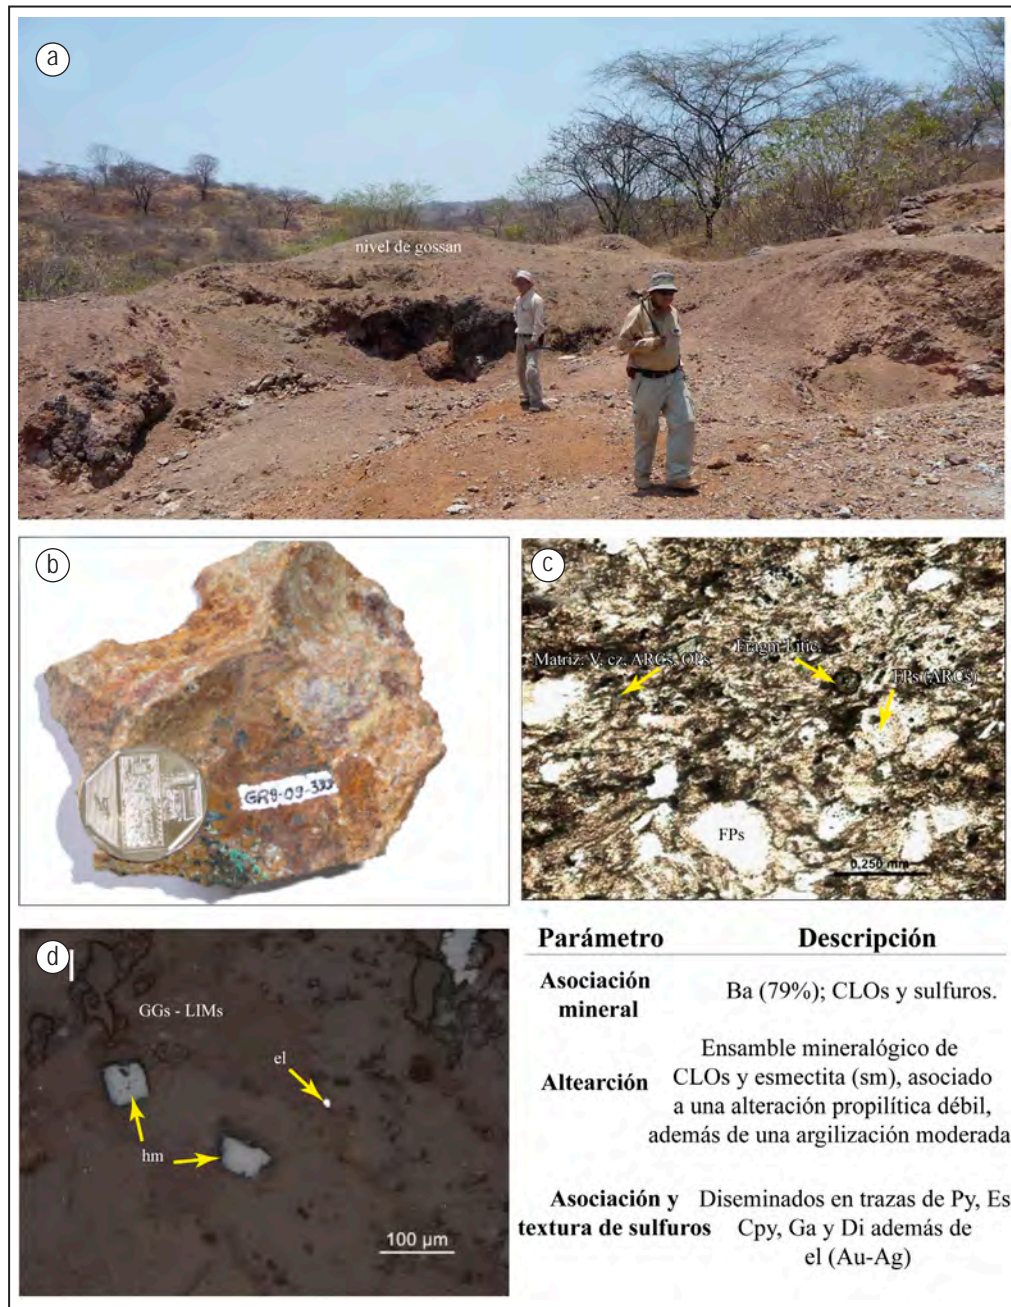 a
nivel de gossan
b
GR9-09-333
c
Matriz: V, cz, ARCs, OPs
Fragm Lític.
FPs (ARCs)
FPs
0.250 mm
d
GGs - LIMs
el
hm
100 µm
Parámetro Descripción
Asociación mineral
Ba (79%); CLOs y sulfuros.
Altearción
Ensamble mineralógico de
CLOs y esmectita (sm), asociado
a una alteración propilítica débil,
además de una argilización moderada
Asociación y
textura de sulfuros
Diseminados en trazas de Py, Es
Cpy, Ga y Di además de
el (Au-Ag)